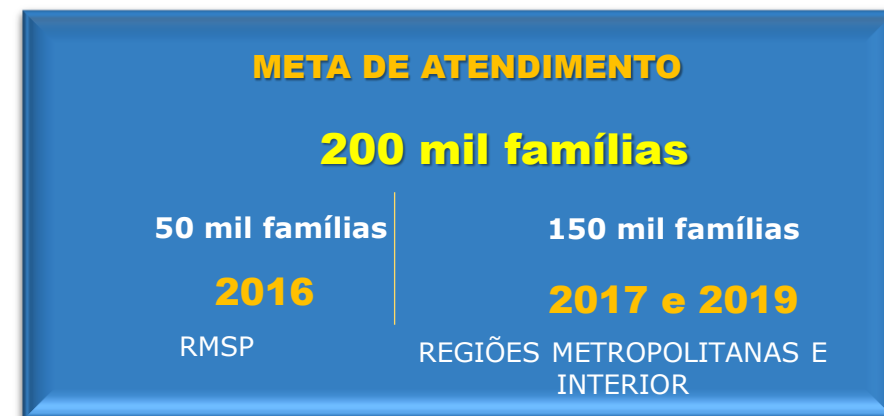 META DE ATENDIMENTO
200 mil famílias
50 mil famílias
2016
RMSP
150 mil famílias
2017 e 2019
REGIÕES METROPOLITANAS E
INTERIOR